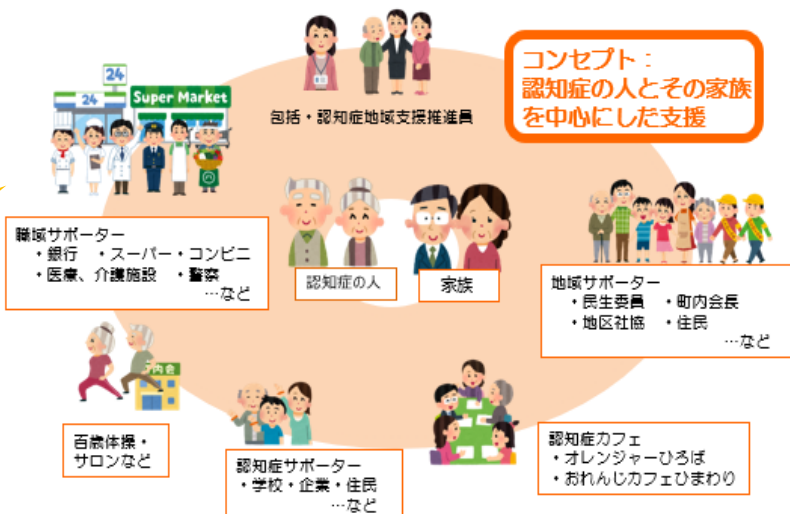 コンセプト：
認知症の人とその家族
を中心にした支援
包括・認知症地域支援推進員
24
24
Super Market
職域サポーター
・銀行　・スーパー・コンビニ
・医療、介護施設　・警察
…など
認知症の人
家族
地域サポーター
・民生委員　・町内会長
・地区社協　・住民
…など
内会
百歳体操・
サロンなど
認知症サポーター
・学校・企業・住民
…など
認知症カフェ
・オレンジャーひろば
・おれんじカフェひまわり